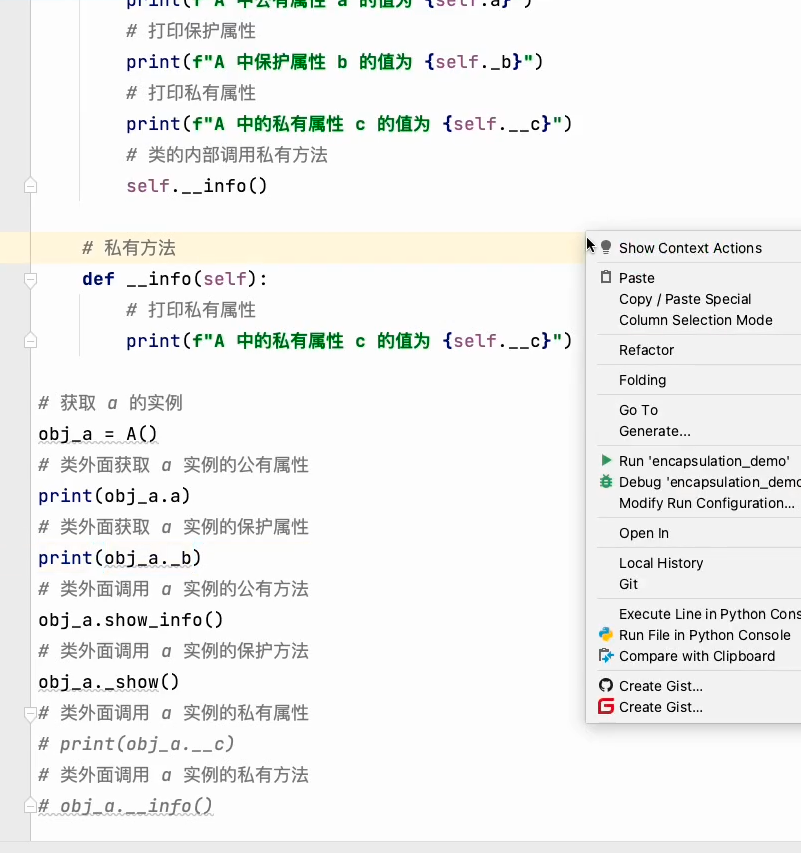 print(f"A 中公有属性 a 的值为 {self.a}")
# 打印保护属性
print(f"A 中保护属性 b 的值为 {self._b}")
# 打印私有属性
print(f"A 中的私有属性 c 的值为 {self.__c}")
# 类的内部调用私有方法
self.__info()
# 私有方法
def __info(self):
# 打印私有属性
print(f"A 中的私有属性 c 的值为 {self.__c}")
# 获取 a 的实例
obj_a = A()
# 类外面获取 a 实例的公有属性
print(obj_a.a)
# 类外面获取 a 实例的保护属性
print(obj_a._b)
# 类外面调用 a 实例的公有方法
obj_a.show_info()
# 类外面调用 a 实例的保护方法
obj_a._show()
# 类外面调用 a 实例的私有属性
# print(obj_a.__c)
# 类外面调用 a 实例的私有方法
# obj_a.__info()
Show Context Actions
Paste
Copy / Paste Special
Column Selection Mode
Refactor
Folding
Go To
Generate...
Run 'encapsulation_demo'
Debug 'encapsulation_demo
Modify Run Configuration...
Open In
Local History
Git
Execute Line in Python Cons
Run File in Python Console
Compare with Clipboard
Create Gist...
Create Gist...